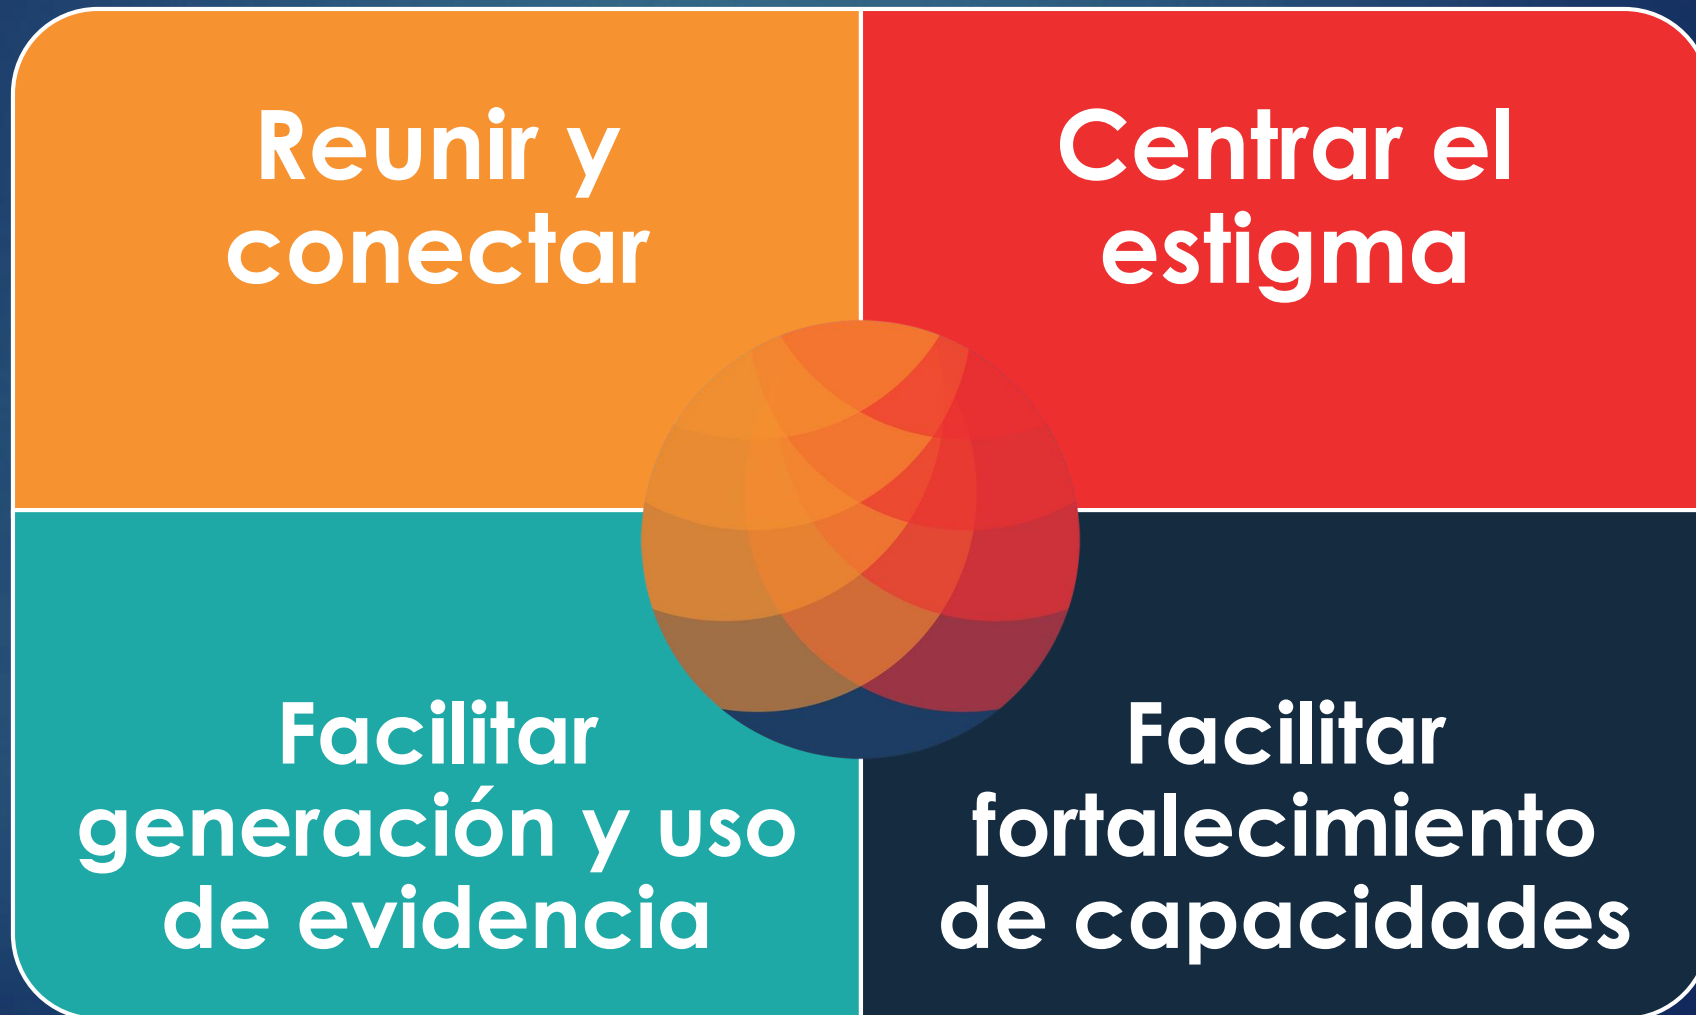 Reunir y
conectar
Centrar el
estigma
Facilitar
generación y uso
de evidencia
Facilitar
fortalecimiento
de capacidades